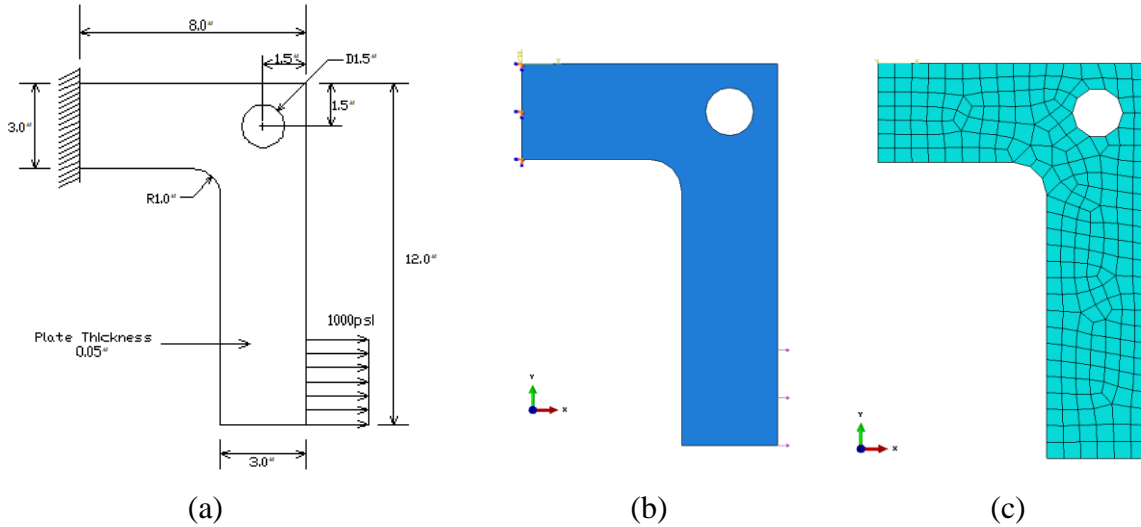 8.0"
1.5"
D1.5"
3.0"
1.5"
R1.0"
12.0"
Plate Thickness
0.05"
1000psi
3.0"
Y
X
Y
X
(a)
(b)
(c)